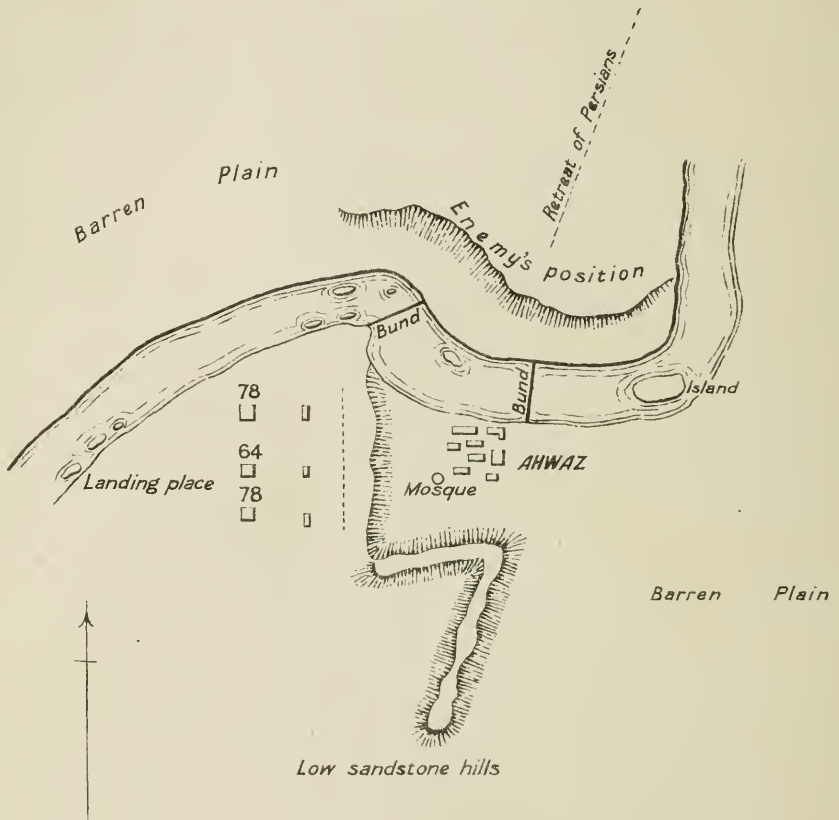 Retreat of Persians
Barren Plain
Enemy's position
Bund
Bund
Island
78
64
78
Landing place
AHWAZ
Mosque
Barren Plain
Low sandstone hills